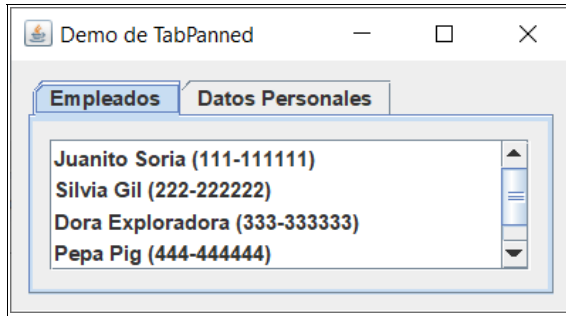 Demo de TabPanned
Empleados Datos Personales
Juanito Soria (111-111111)
Silvia Gil (222-222222)
Dora Exploradora (333-333333)
Pepa Pig (444-444444)